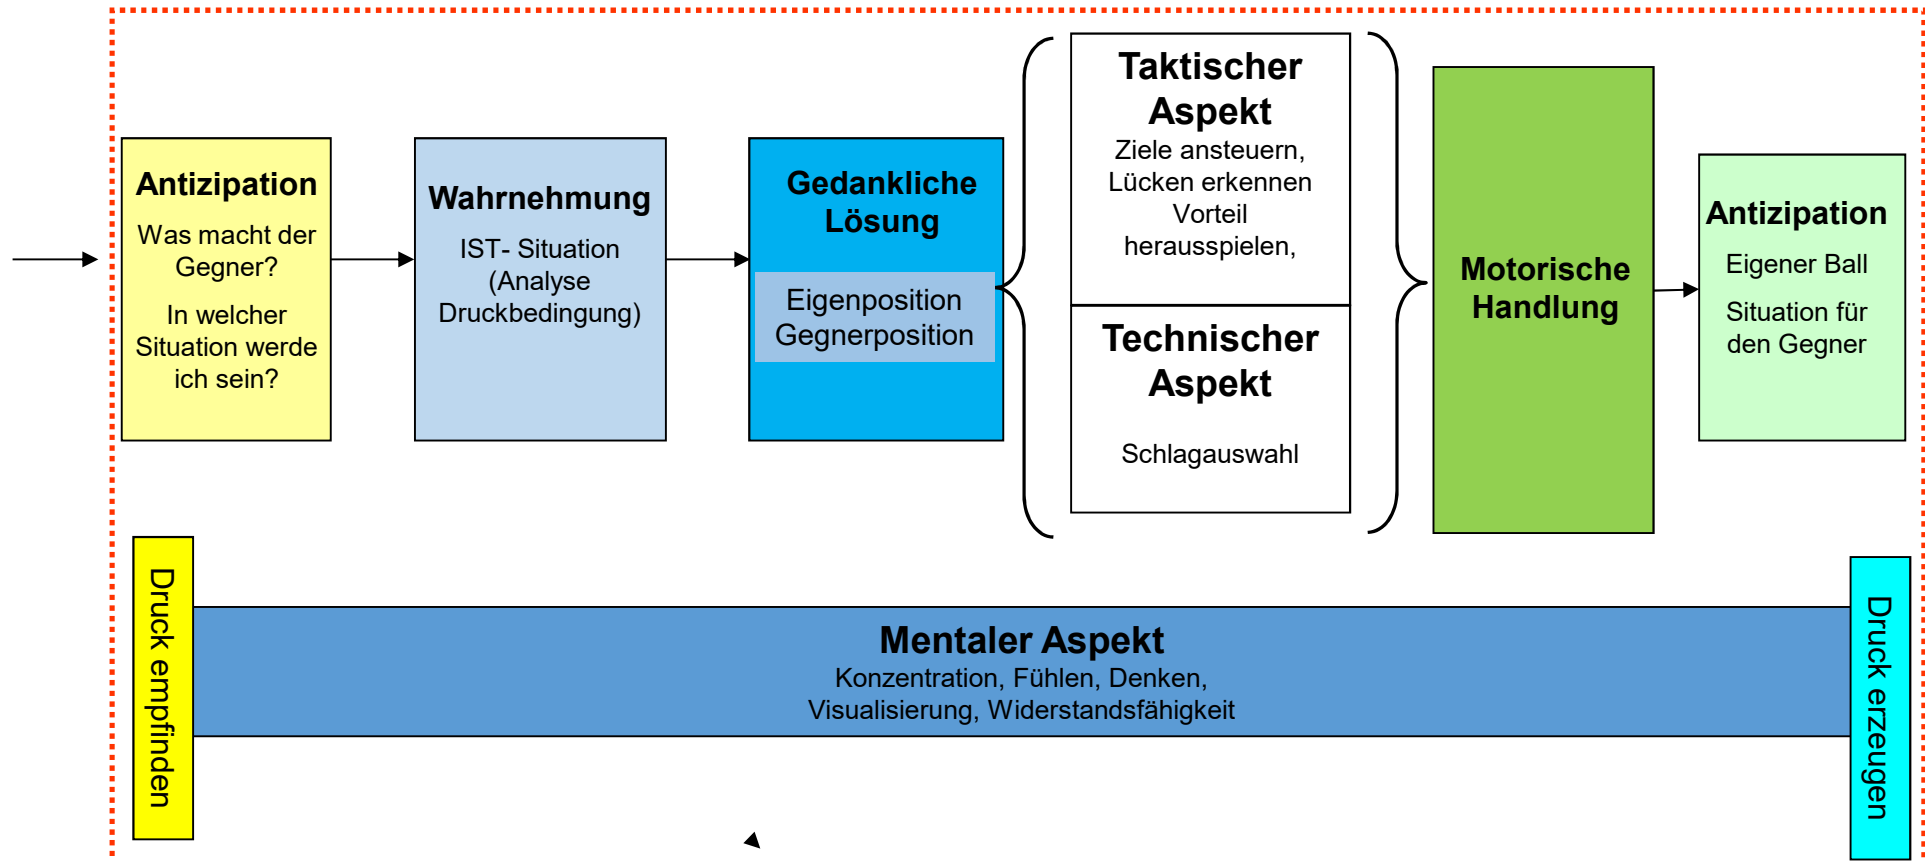 Antizipation
Was macht der
Gegner?
In welcher
Situation werde
ich sein?
Wahrnehmung
IST- Situation
(Analyse
Druckbedingung)
Gedankliche
Lösung
Eigenposition
Gegnerposition
Taktischer
Aspekt
Ziele ansteuern,
Lücken erkennen
Vorteil
herausspielen,
Technischer
Aspekt
Schlagauswahl
Motorische
Handlung
Antizipation
Eigener Ball
Situation für
den Gegner
Druck empfinden
Mentaler Aspekt
Konzentration, Fühlen, Denken,
Visualisierung, Widerstandsfähigkeit
Druck erzeugen